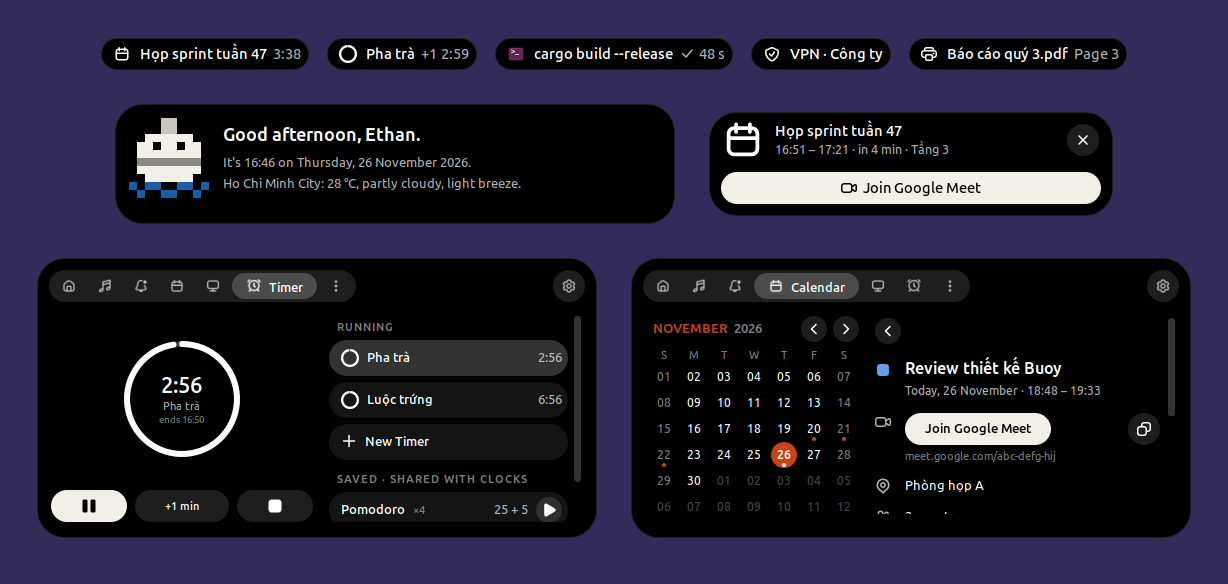 Họp sprint tuần 47 3:38
Pha trà +1 2:59
cargo build --release ✓ 48 s
VPN · Công ty
Báo cáo quý 3.pdf Page 3
Good afternoon, Ethan.
It's 16:46 on Thursday, 26 November 2026.
Ho Chi Minh City: 28 °C, partly cloudy, light breeze.
Họp sprint tuần 47
16:51 – 17:21 · in 4 min · Tầng 3
Join Google Meet
Timer
2:56
Pha trà
ends 16:50
+1 min
RUNNING
Pha trà 2:56
Luộc trứng 6:56
New Timer
SAVED · SHARED WITH CLOCKS
Pomodoro ×4 25 + 5
Calendar
NOVEMBER 2026
S M T W T F S
01 02 03 04 05 06 07
08 09 10 11 12 13 14
15 16 17 18 19 20 21
22 23 24 25 26 27 28
29 30 01 02 03 04 05
06 07 08 09 10 11 12
Review thiết kế Buoy
Today, 26 November · 18:48 – 19:33
Join Google Meet
meet.google.com/abc-defg-hij
Phòng họp A